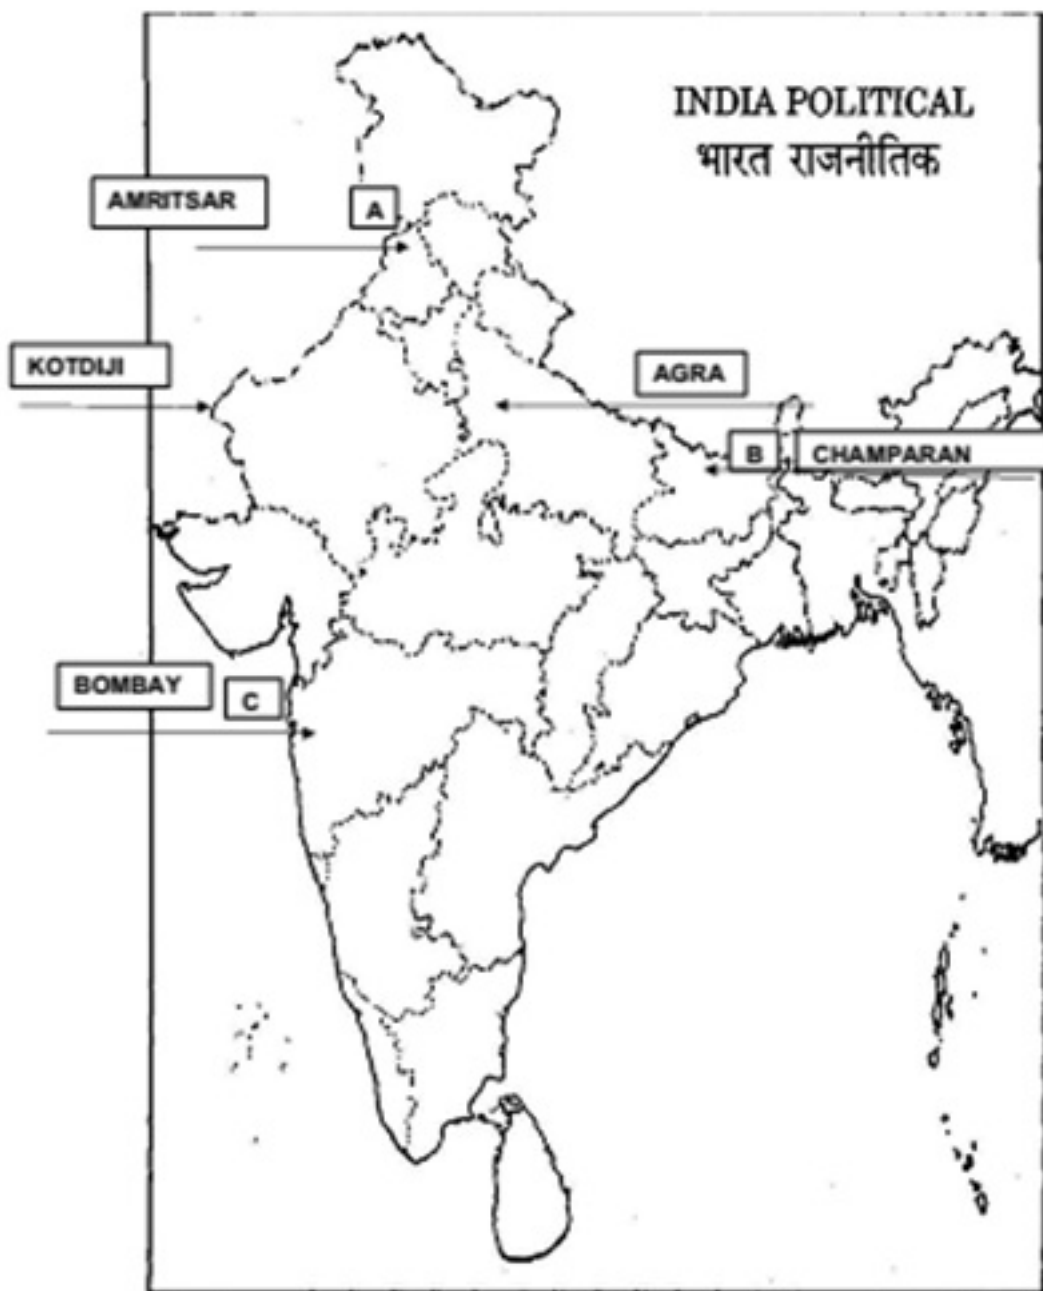 INDIA POLITICAL
भारत राजनीतिक
AMRITSAR
A
KOTDIJI
AGRA
B
CHAMPARAN
BOMBAY
C